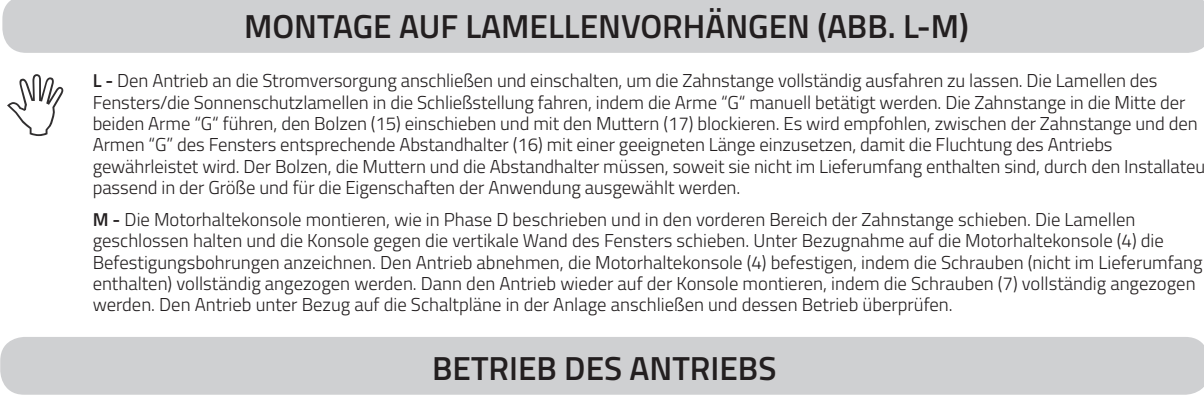 MONTAGE AUF LAMELLENVORHÄNGEN (ABB. L-M)
L - Den Antrieb an die Stromversorgung anschließen und einschalten, um die Zahnstange vollständig ausfahren zu lassen. Die Lamellen des
Fensters/die Sonnenschutzlamellen in die Schließstellung fahren, indem die Arme "G" manuell betätigt werden. Die Zahnstange in die Mitte der
beiden Arme "G" führen, den Bolzen (15) einschieben und mit den Muttern (17) blockieren. Es wird empfohlen, zwischen der Zahnstange und den
Armen "G" des Fensters entsprechende Abstandhalter (16) mit einer geeigneten Länge einzusetzen, damit die Fluchtung des Antriebs
gewährleistet wird. Der Bolzen, die Muttern und die Abstandhalter müssen, soweit sie nicht im Lieferumfang enthalten sind, durch den Installateu
passend in der Größe und für die Eigenschaften der Anwendung ausgewählt werden.
M - Die Motorhaltekonsole montieren, wie in Phase D beschrieben und in den vorderen Bereich der Zahnstange schieben. Die Lamellen
geschlossen halten und die Konsole gegen die vertikale Wand des Fensters schieben. Unter Bezugnahme auf die Motorhaltekonsole (4) die
Befestigungsbohrungen anzeichnen. Den Antrieb abnehmen, die Motorhaltekonsole (4) befestigen, indem die Schrauben (nicht im Lieferumfang
enthalten) vollständig angezogen werden. Dann den Antrieb wieder auf der Konsole montieren, indem die Schrauben (7) vollständig angezogen
werden. Den Antrieb unter Bezug auf die Schaltpläne in der Anlage anschließen und dessen Betrieb überprüfen.
BETRIEB DES ANTRIEBS